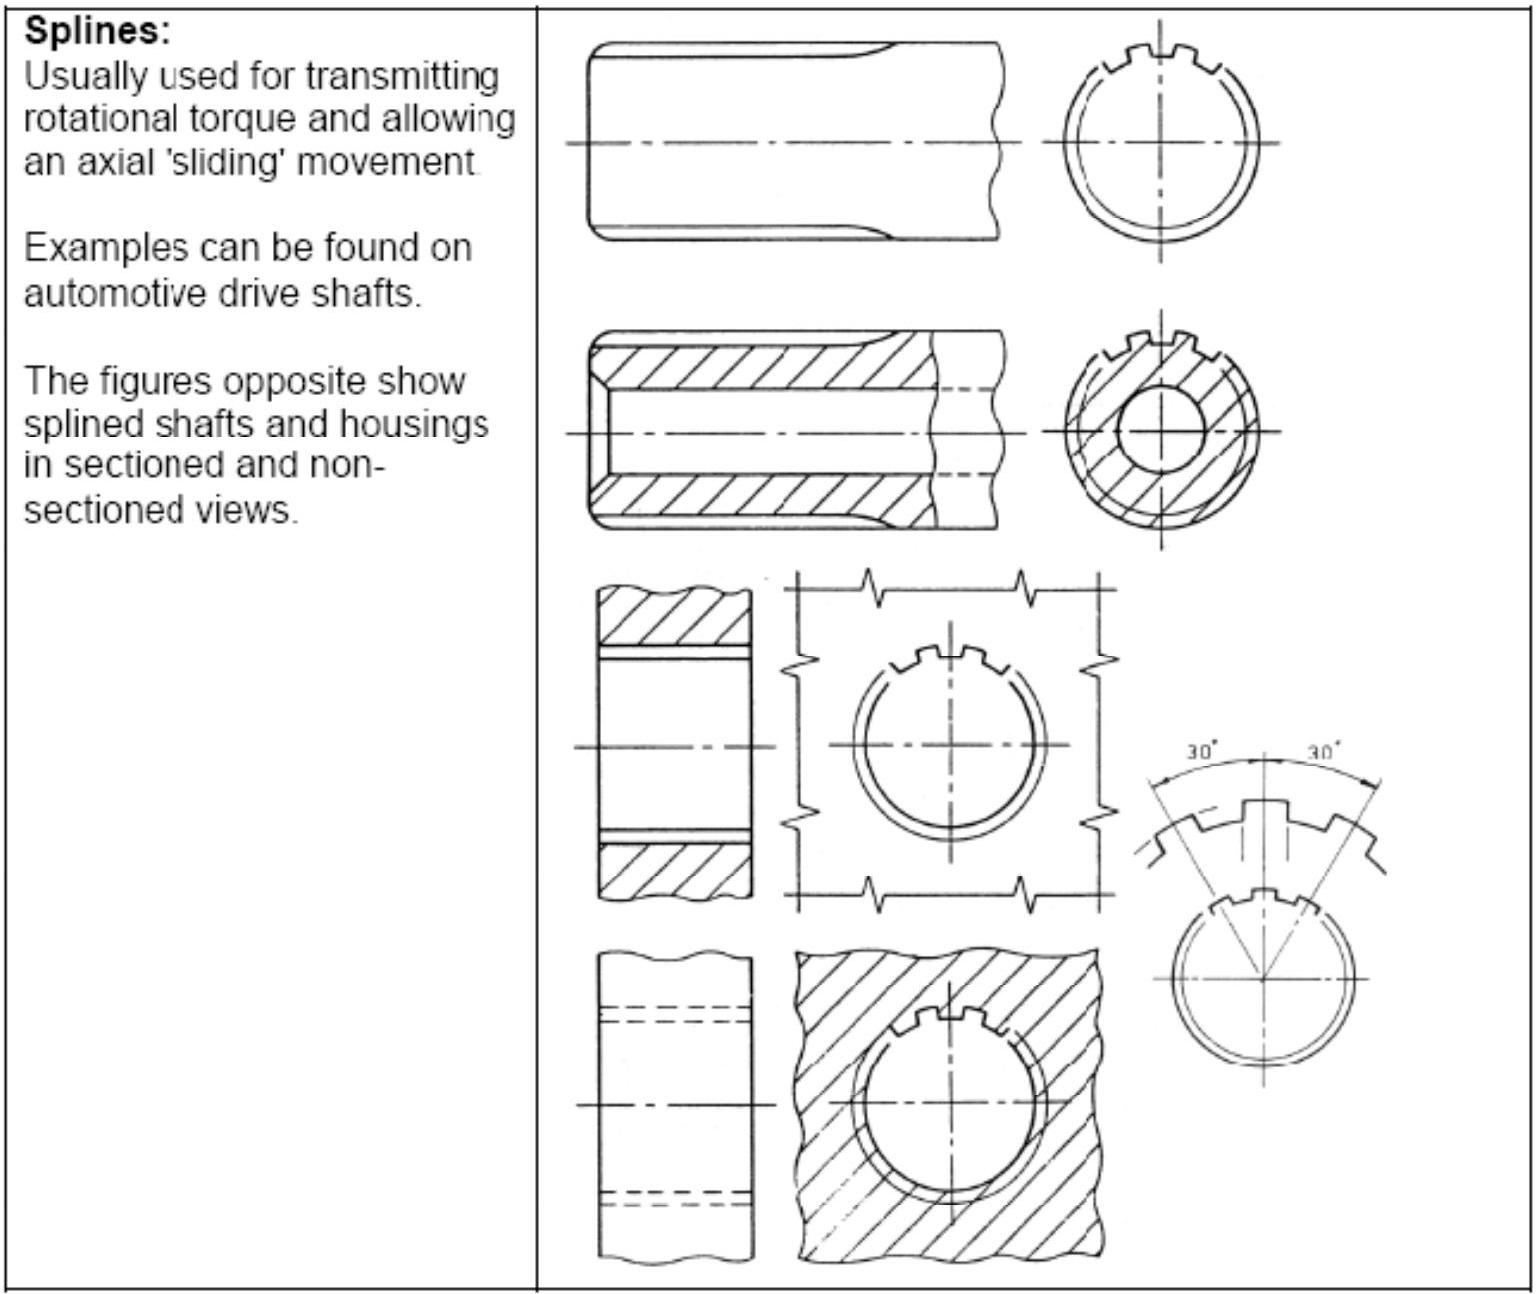 Splines:
Usually used for transmitting
rotational torque and allowing
an axial 'sliding' movement.
Examples can be found on
automotive drive shafts.
The figures opposite show
splined shafts and housings
in sectioned and non-
sectioned views.
30° 30°